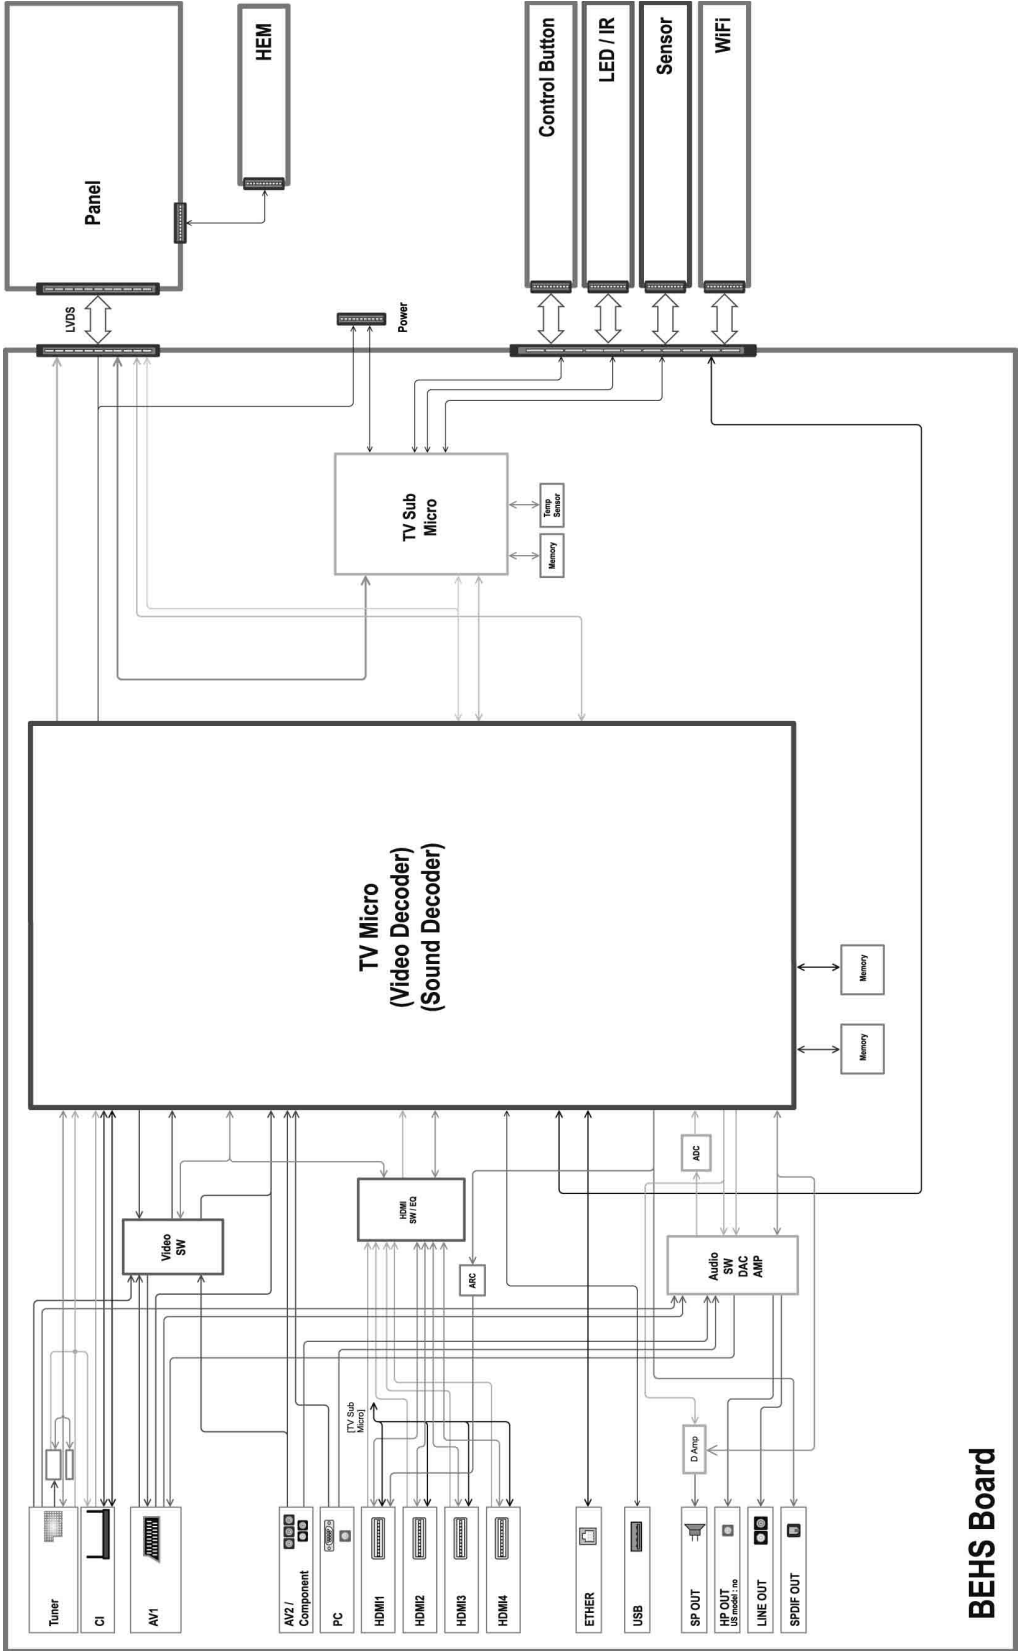 Panel
HEM
LVDS
Power
Control Button
LED / IR
Sensor
WiFi
TV Sub
Micro
Temp
Sensor
Memory
TV Micro
(Video Decoder)
(Sound Decoder)
Memory
Memory
Video
SW
HDMI
SW / EQ
ARC
ADC
Audio
SW
DAC
AMP
[TV Sub
Micro]
D Amp
Tuner
CI
AV1
AV2 /
Component
PC
HDMI1
HDMI2
HDMI3
HDMI4
ETHER
USB
SP OUT
HP OUT
US model : no
LINE OUT
SPDIF OUT
BEHS Board